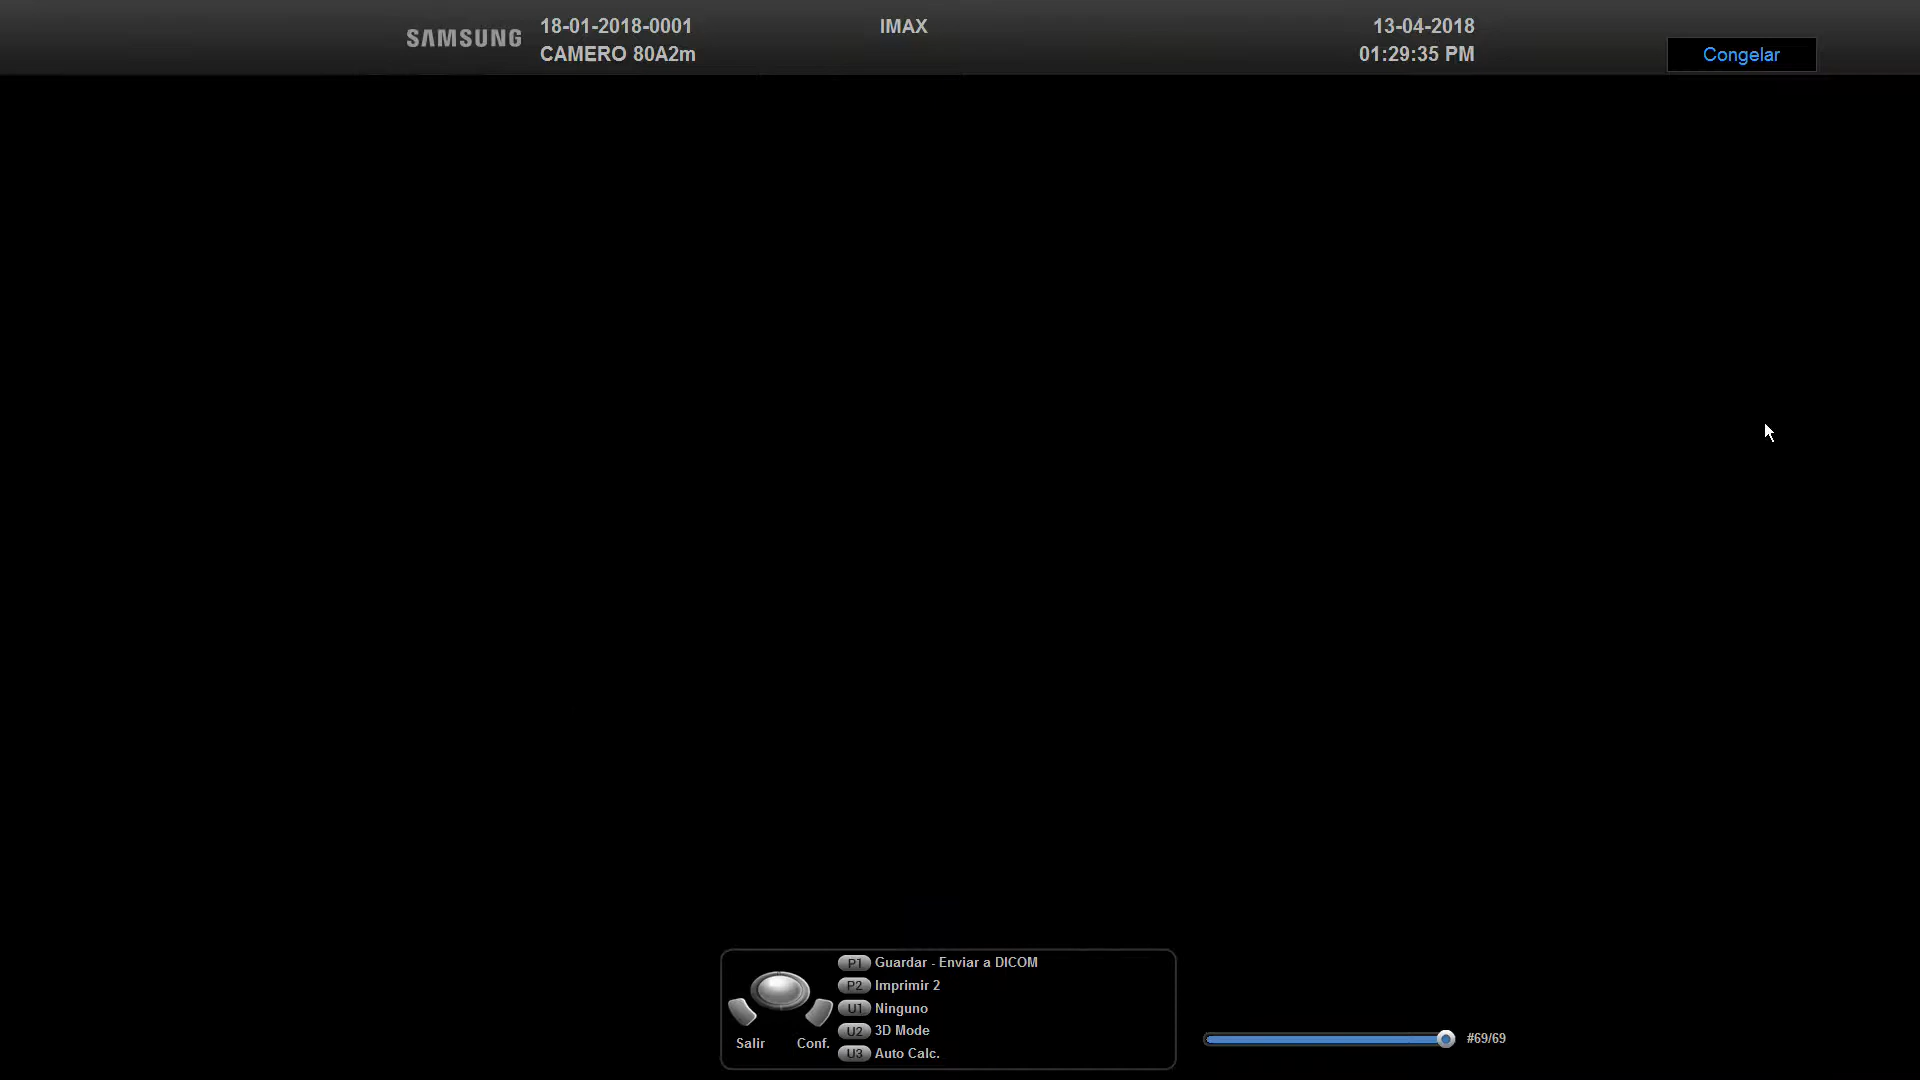 SAMSUNG
18-01-2018-0001
CAMERO 80A2m
IMAX
13-04-2018
01:29:35 PM
Congelar
P1 Guardar - Enviar a DICOM
P2 Imprimir 2
U1 Ninguno
U2 3D Mode
U3 Auto Calc.
Salir
Conf.
#69/69